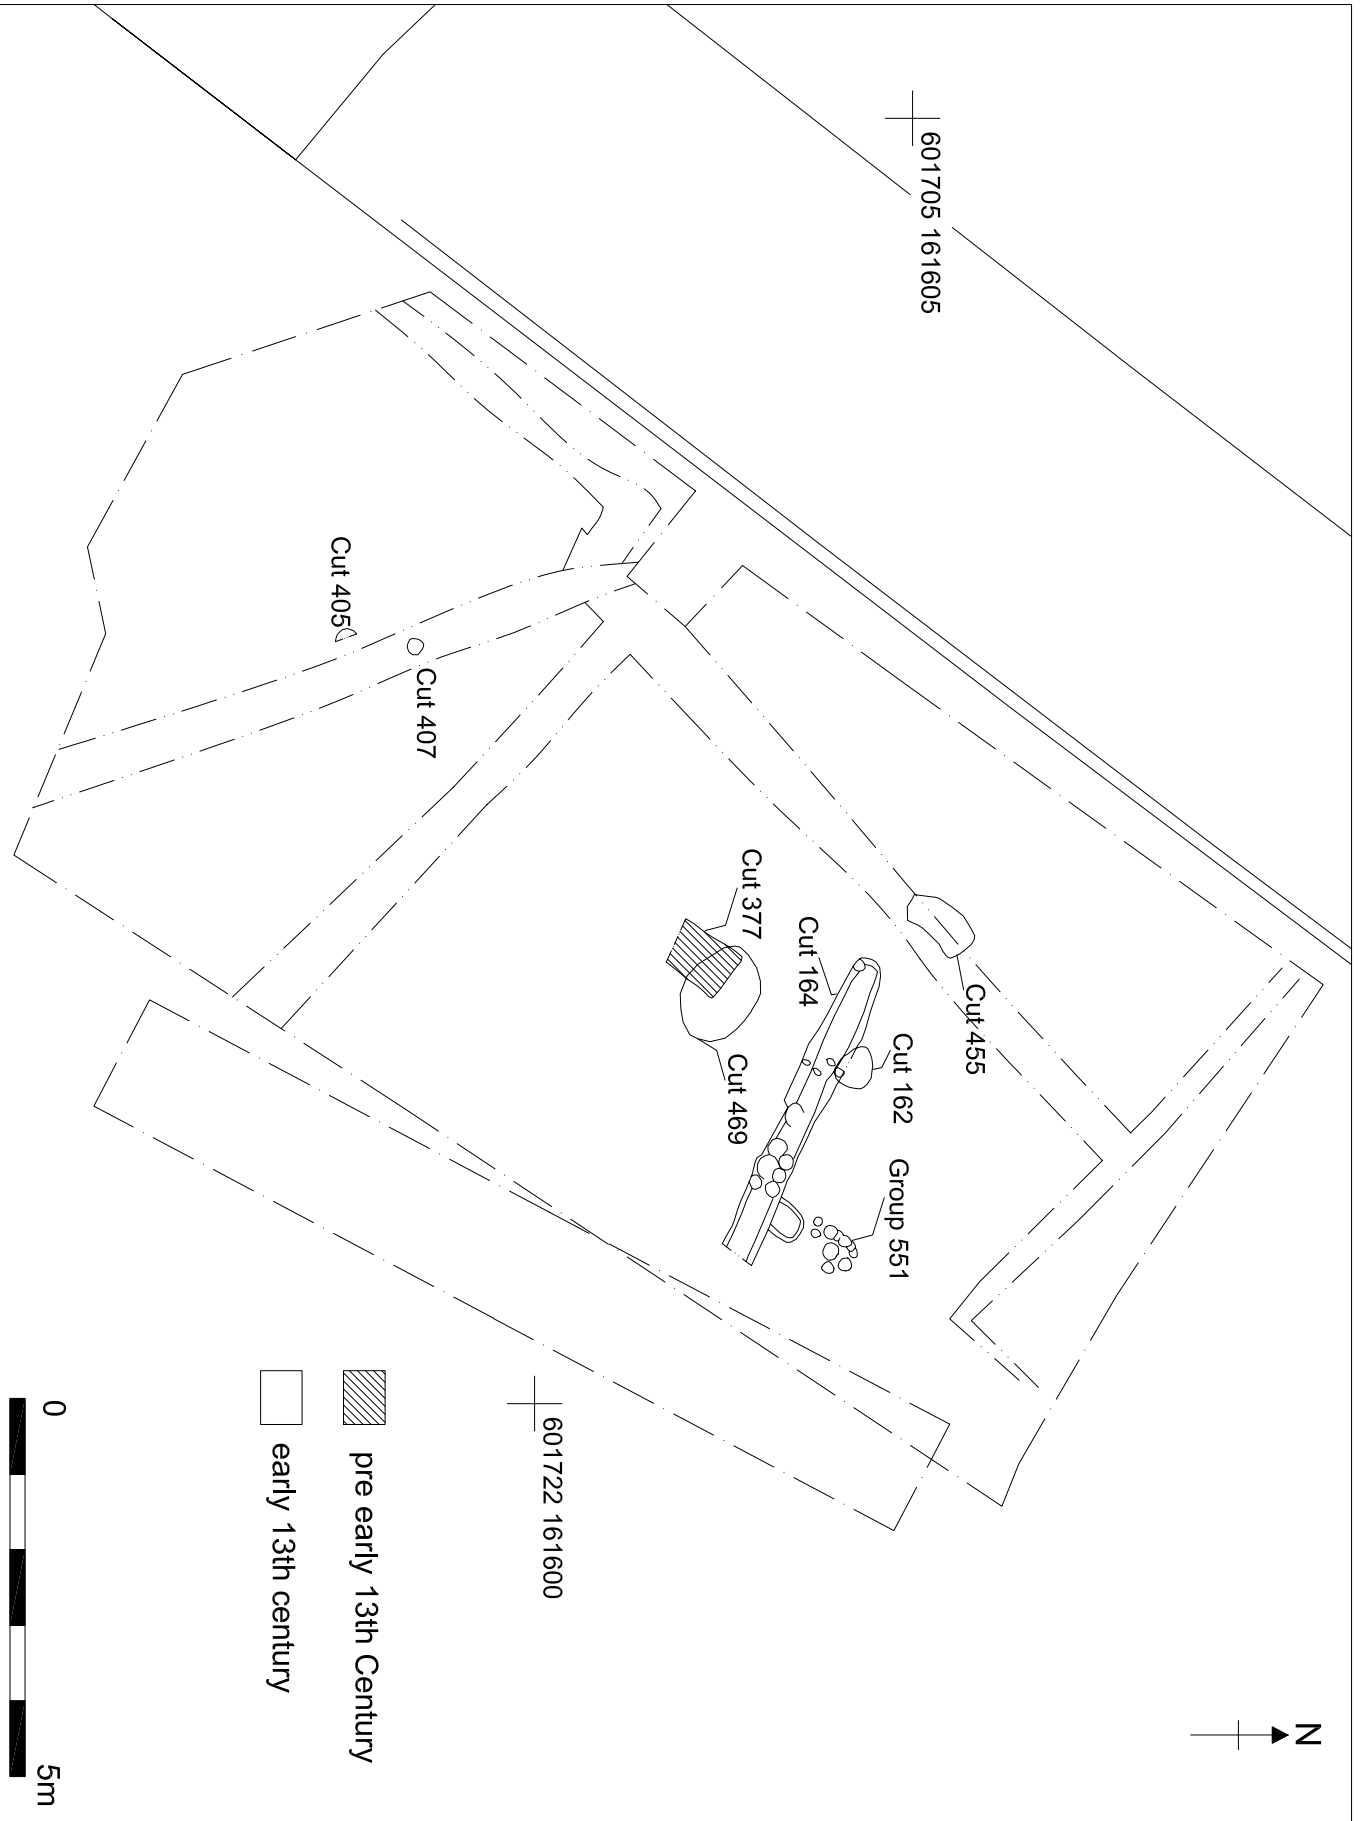 N
601705 161605
Cut 455
Cut 162
Group 551
Cut 164
Cut 377
Cut 469
601722 161600
Cut 407
Cut 405
pre early 13th Century
early 13th century
0
5m